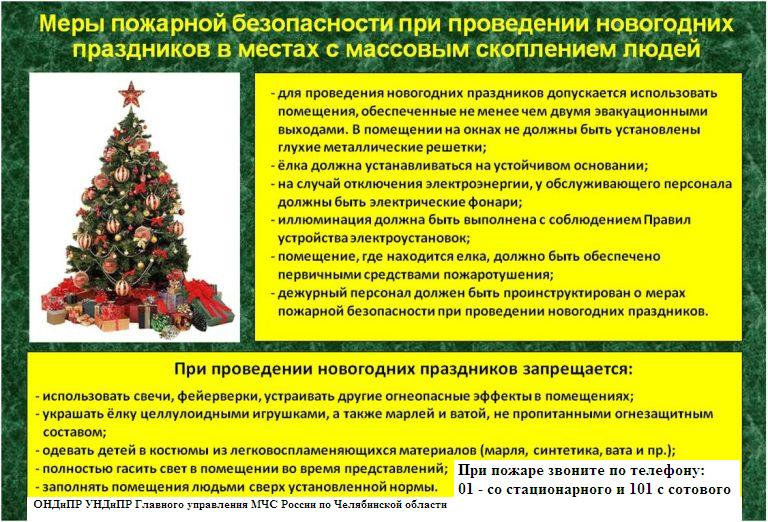 Меры пожарной безопасности при проведении новогодних
праздников в местах с массовым скоплением людей
- для проведения новогодних праздников допускается использовать
помещения, обеспеченные не менее чем двумя эвакуационными
выходами. В помещении на окнах не должны быть установлены
глухие металлические решетки;
- ёлка должна устанавливаться на устойчивом основании;
- на случай отключения электроэнергии, у обслуживающего персонала
должны быть электрические фонари;
- иллюминация должна быть выполнена с соблюдением Правил
устройства электроустановок;
- помещение, где находится елка, должно быть обеспечено
первичными средствами пожаротушения;
- дежурный персонал должен быть проинструктирован о мерах
пожарной безопасности при проведении новогодних праздников.
При проведении новогодних праздников запрещается:
- использовать свечи, фейерверки, устраивать другие огнеопасные эффекты в помещениях;
- украшать ёлку целлулоидными игрушками, а также марлей и ватой, не пропитанными огнезащитным
составом;
- одевать детей в костюмы из легковоспламеняющихся материалов (марля, синтетика, вата и пр.);
- полностью гасить свет в помещении во время представлений;
- заполнять помещения людьми сверх установленной нормы.
При пожаре звоните по телефону:
01 - со стационарного и 101 с сотового
ОНДиПР УНДиПР Главного управления МЧС России по Челябинской области